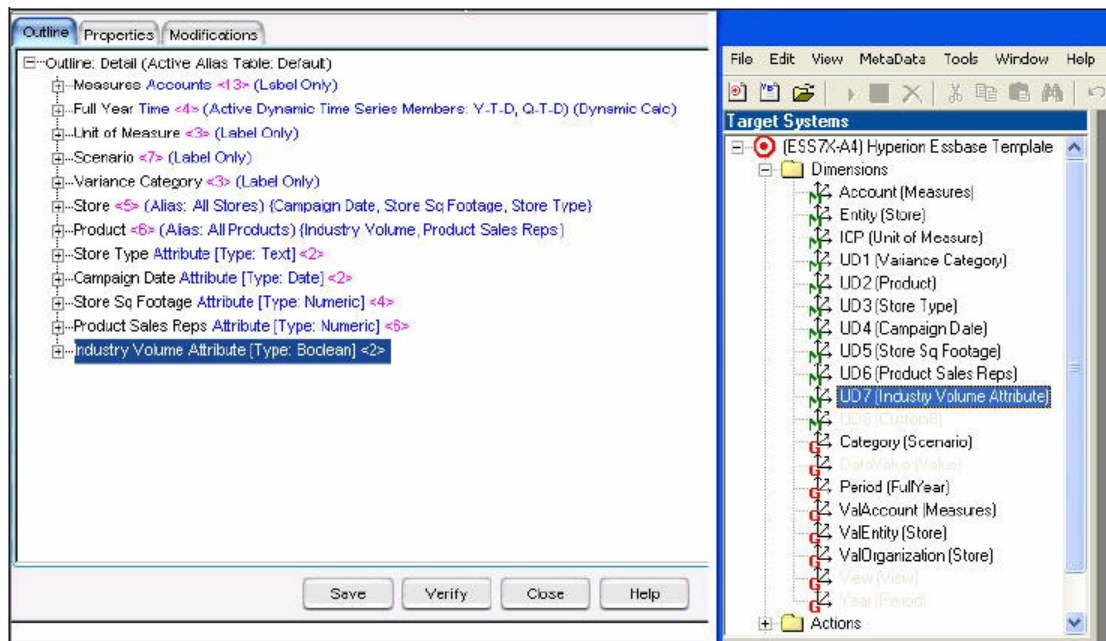 Outline Properties Modifications
Outline: Detail (Active Alias Table: Default)
Measures Accounts <13> (Label Only)
Full Year Time <4> (Active Dynamic Time Series Members: Y-T-D, Q-T-D) (Dynamic Calc)
Unit of Measure <3> (Label Only)
Scenario <7> (Label Only)
Variance Category <3> (Label Only)
Store <5> (Alias: All Stores) {Campaign Date, Store Sq Footage, Store Type}
Product <6> (Alias: All Products) {Industry Volume, Product Sales Reps}
Store Type Attribute [Type: Text] <2>
Campaign Date Attribute [Type: Date] <2>
Store Sq Footage Attribute [Type: Numeric] <4>
Product Sales Reps Attribute [Type: Numeric] <6>
Industry Volume Attribute [Type: Boolean] <2>
Save Verify Close Help
File Edit View MetaData Tools Window Help
Target Systems
(ESS7X-A4) Hyperion Essbase Template
Dimensions
Account (Measures|
Entity (Store)
ICP (Unit of Measure)
UD1 (Variance Category)
UD2 (Product)
UD3 (Store Type)
UD4 (Campaign Date)
UD5 (Store Sq Footage)
UD6 (Product Sales Reps)
UD7 (Industry Volume Attribute)
UD8 (Custom8)
Category (Scenario)
DataValue (Value)
Period (FullYear)
ValAccount |Measures)
ValEntity (Store)
ValOrganization (Store)
View (View)
Year (Period)
Actions